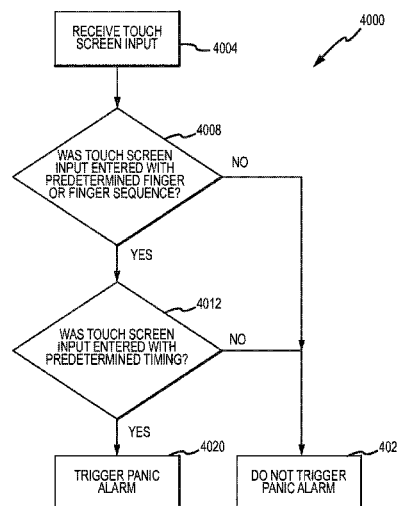 4000
RECEIVE TOUCH
SCREEN INPUT
4004
4008
WAS TOUCH SCREEN
INPUT ENTERED WITH
PREDETERMINED FINGER
OR FINGER SEQUENCE?
NO
YES
4012
WAS TOUCH SCREEN
INPUT ENTERED WITH
PREDETERMINED TIMING?
NO
YES
4020
TRIGGER PANIC
ALARM
402
DO NOT TRIGGER
PANIC ALARM